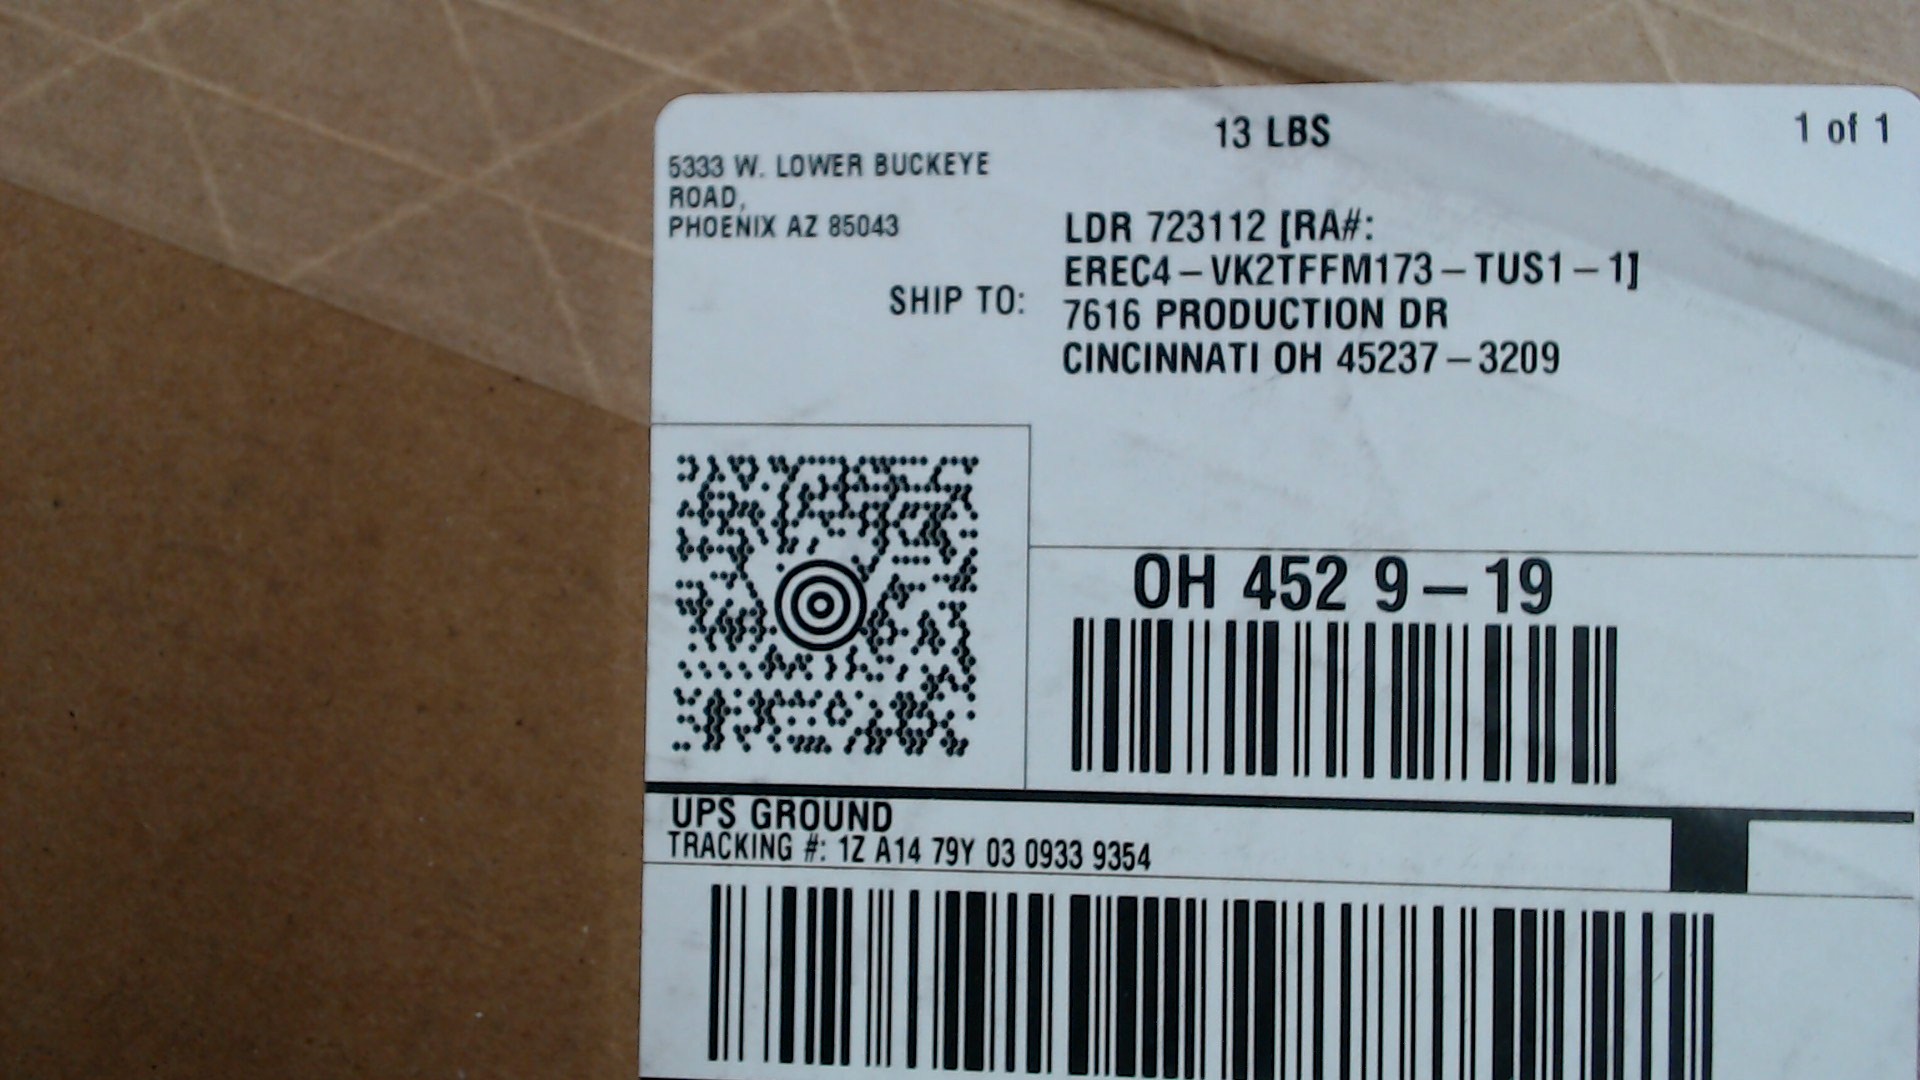 13 LBS
1 of 1
5333 W. LOWER BUCKEYE
ROAD,
PHOENIX AZ 85043
SHIP TO:
LDR 723112 [RA#:
EREC4-VK2TFFM173-TUS1-1]
7616 PRODUCTION DR
CINCINNATI OH 45237-3209
OH 452 9-19
UPS GROUND
TRACKING #: 1Z A14 79Y 03 0933 9354